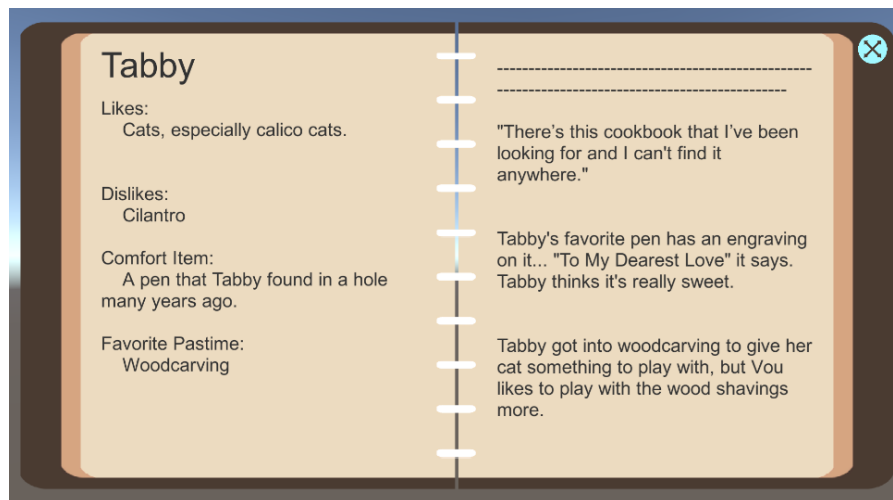 Tabby
Likes:
Cats, especially calico cats.
Dislikes:
Cilantro
Comfort Item:
A pen that Tabby found in a hole
many years ago.
Favorite Pastime:
Woodcarving
-------------------------------------------------
---------------------------------------------
"There’s this cookbook that I’ve been
looking for and I can't find it
anywhere."
Tabby's favorite pen has an engraving
on it... "To My Dearest Love" it says.
Tabby thinks it's really sweet.
Tabby got into woodcarving to give her
cat something to play with, but Vou
likes to play with the wood shavings
more.